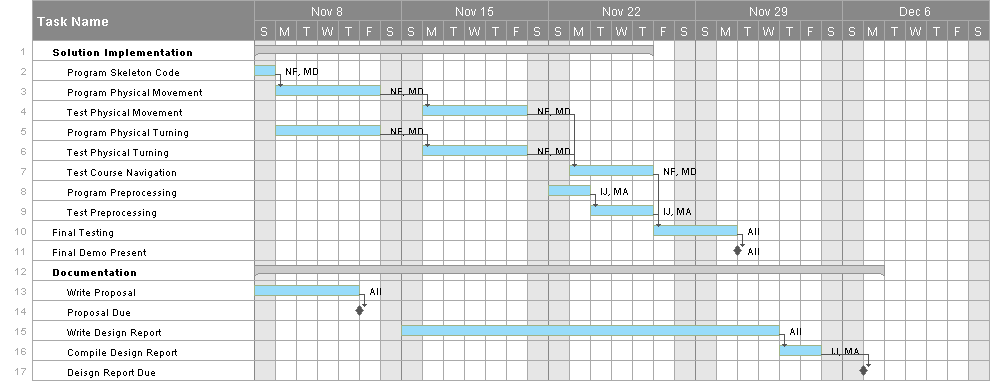 Task Name Nov 8 Nov 15 Nov 22 Nov 29 Dec 6
S M T W T F S S M T W T F S S M T W T F S S M T W T F S S M T W T F S
1 Solution Implementation
2 Program Skeleton Code NF, MD
3 Program Physical Movement NF, MD
4 Test Physical Movement NF, MD
5 Program Physical Turning NF, MD
6 Test Physical Turning NF, MD
7 Test Course Navigation NF, MD
8 Program Preprocessing IJ, MA
9 Test Preprocessing IJ, MA
10 Final Testing All
11 Final Demo Present All
12 Documentation
13 Write Proposal All
14 Proposal Due
15 Write Design Report All
16 Compile Design Report IJ, MA
17 Deisgn Report Due